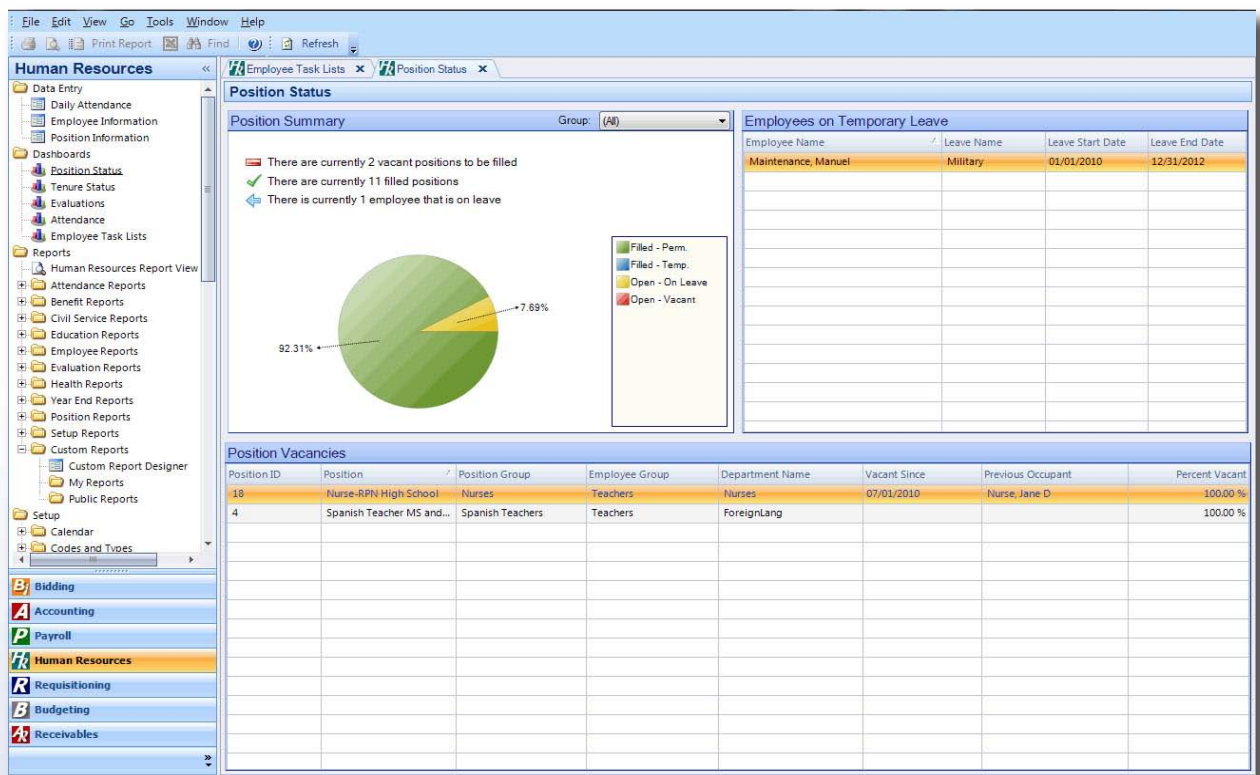 File Edit View Go Tools Window Help
Print Report Find Refresh
Human Resources «
Data Entry
Daily Attendance
Employee Information
Position Information
Dashboards
Position Status
Tenure Status
Evaluations
Attendance
Employee Task Lists
Reports
Human Resources Report View
Attendance Reports
Benefit Reports
Civil Service Reports
Education Reports
Employee Reports
Evaluation Reports
Health Reports
Year End Reports
Position Reports
Setup Reports
Custom Reports
Custom Report Designer
My Reports
Public Reports
Setup
Calendar
Codes and Types
Bidding
Accounting
Payroll
Human Resources
Requisitioning
Budgeting
Receivables
Employee Task Lists Position Status
Position Status
Position Summary Group: (All)
There are currently 2 vacant positions to be filled
There are currently 11 filled positions
There is currently 1 employee that is on leave
7.69%
92.31%
Filled - Perm.
Filled - Temp.
Open - On Leave
Open - Vacant
Employees on Temporary Leave
Employee Name Leave Name Leave Start Date Leave End Date
Maintenance, Manuel Military 01/01/2010 12/31/2012
Position Vacancies
Position ID Position Position Group Employee Group Department Name Vacant Since Previous Occupant Percent Vacant
18 Nurse-RPN High School Nurses Teachers Nurses 07/01/2010 Nurse, Jane D 100.00 %
4 Spanish Teacher MS and... Spanish Teachers Teachers ForeignLang 100.00 %